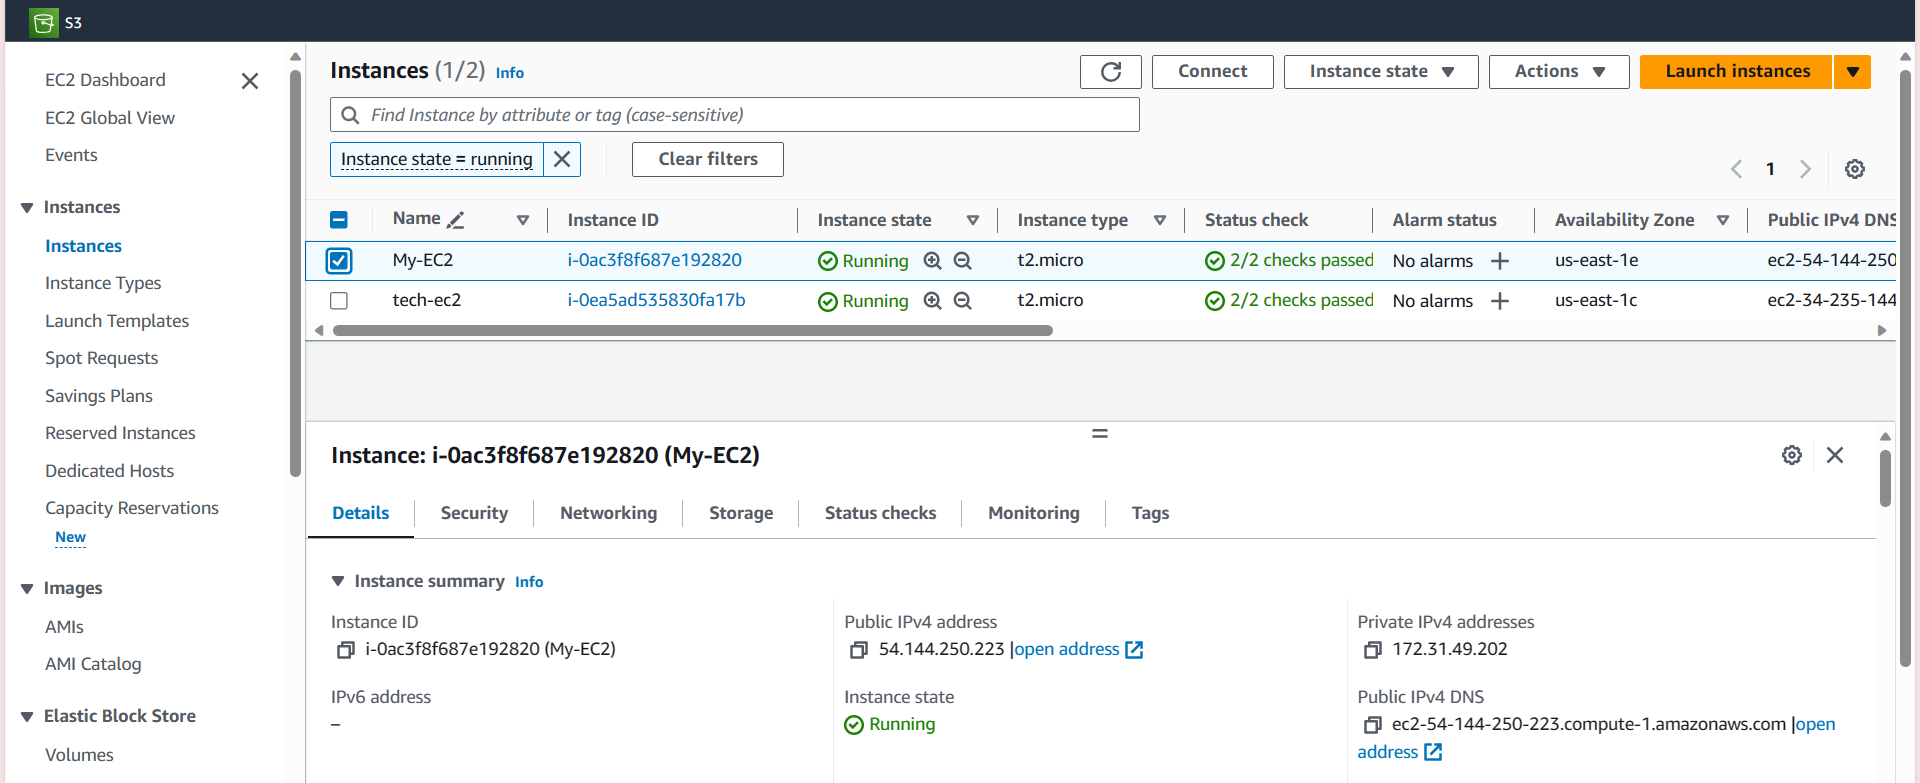 S3
EC2 Dashboard
EC2 Global View
Events
Instances
Instances
Instance Types
Launch Templates
Spot Requests
Savings Plans
Reserved Instances
Dedicated Hosts
Capacity Reservations
New
Images
AMIs
AMI Catalog
Elastic Block Store
Volumes
Instances (1/2) Info
Connect
Instance state
Actions
Launch instances
Find Instance by attribute or tag (case-sensitive)
Instance state = running
Clear filters
1
Name Instance ID Instance state Instance type Status check Alarm status Availability Zone Public IPv4 DNS
My-EC2 i-0ac3f8f687e192820 Running t2.micro 2/2 checks passed No alarms us-east-1e ec2-54-144-250
tech-ec2 i-0ea5ad535830fa17b Running t2.micro 2/2 checks passed No alarms us-east-1c ec2-34-235-144
Instance: i-0ac3f8f687e192820 (My-EC2)
Details Security Networking Storage Status checks Monitoring Tags
Instance summary Info
Instance ID
i-0ac3f8f687e192820 (My-EC2)
Public IPv4 address
54.144.250.223 |open address
Private IPv4 addresses
172.31.49.202
IPv6 address
–
Instance state
Running
Public IPv4 DNS
ec2-54-144-250-223.compute-1.amazonaws.com |open
address